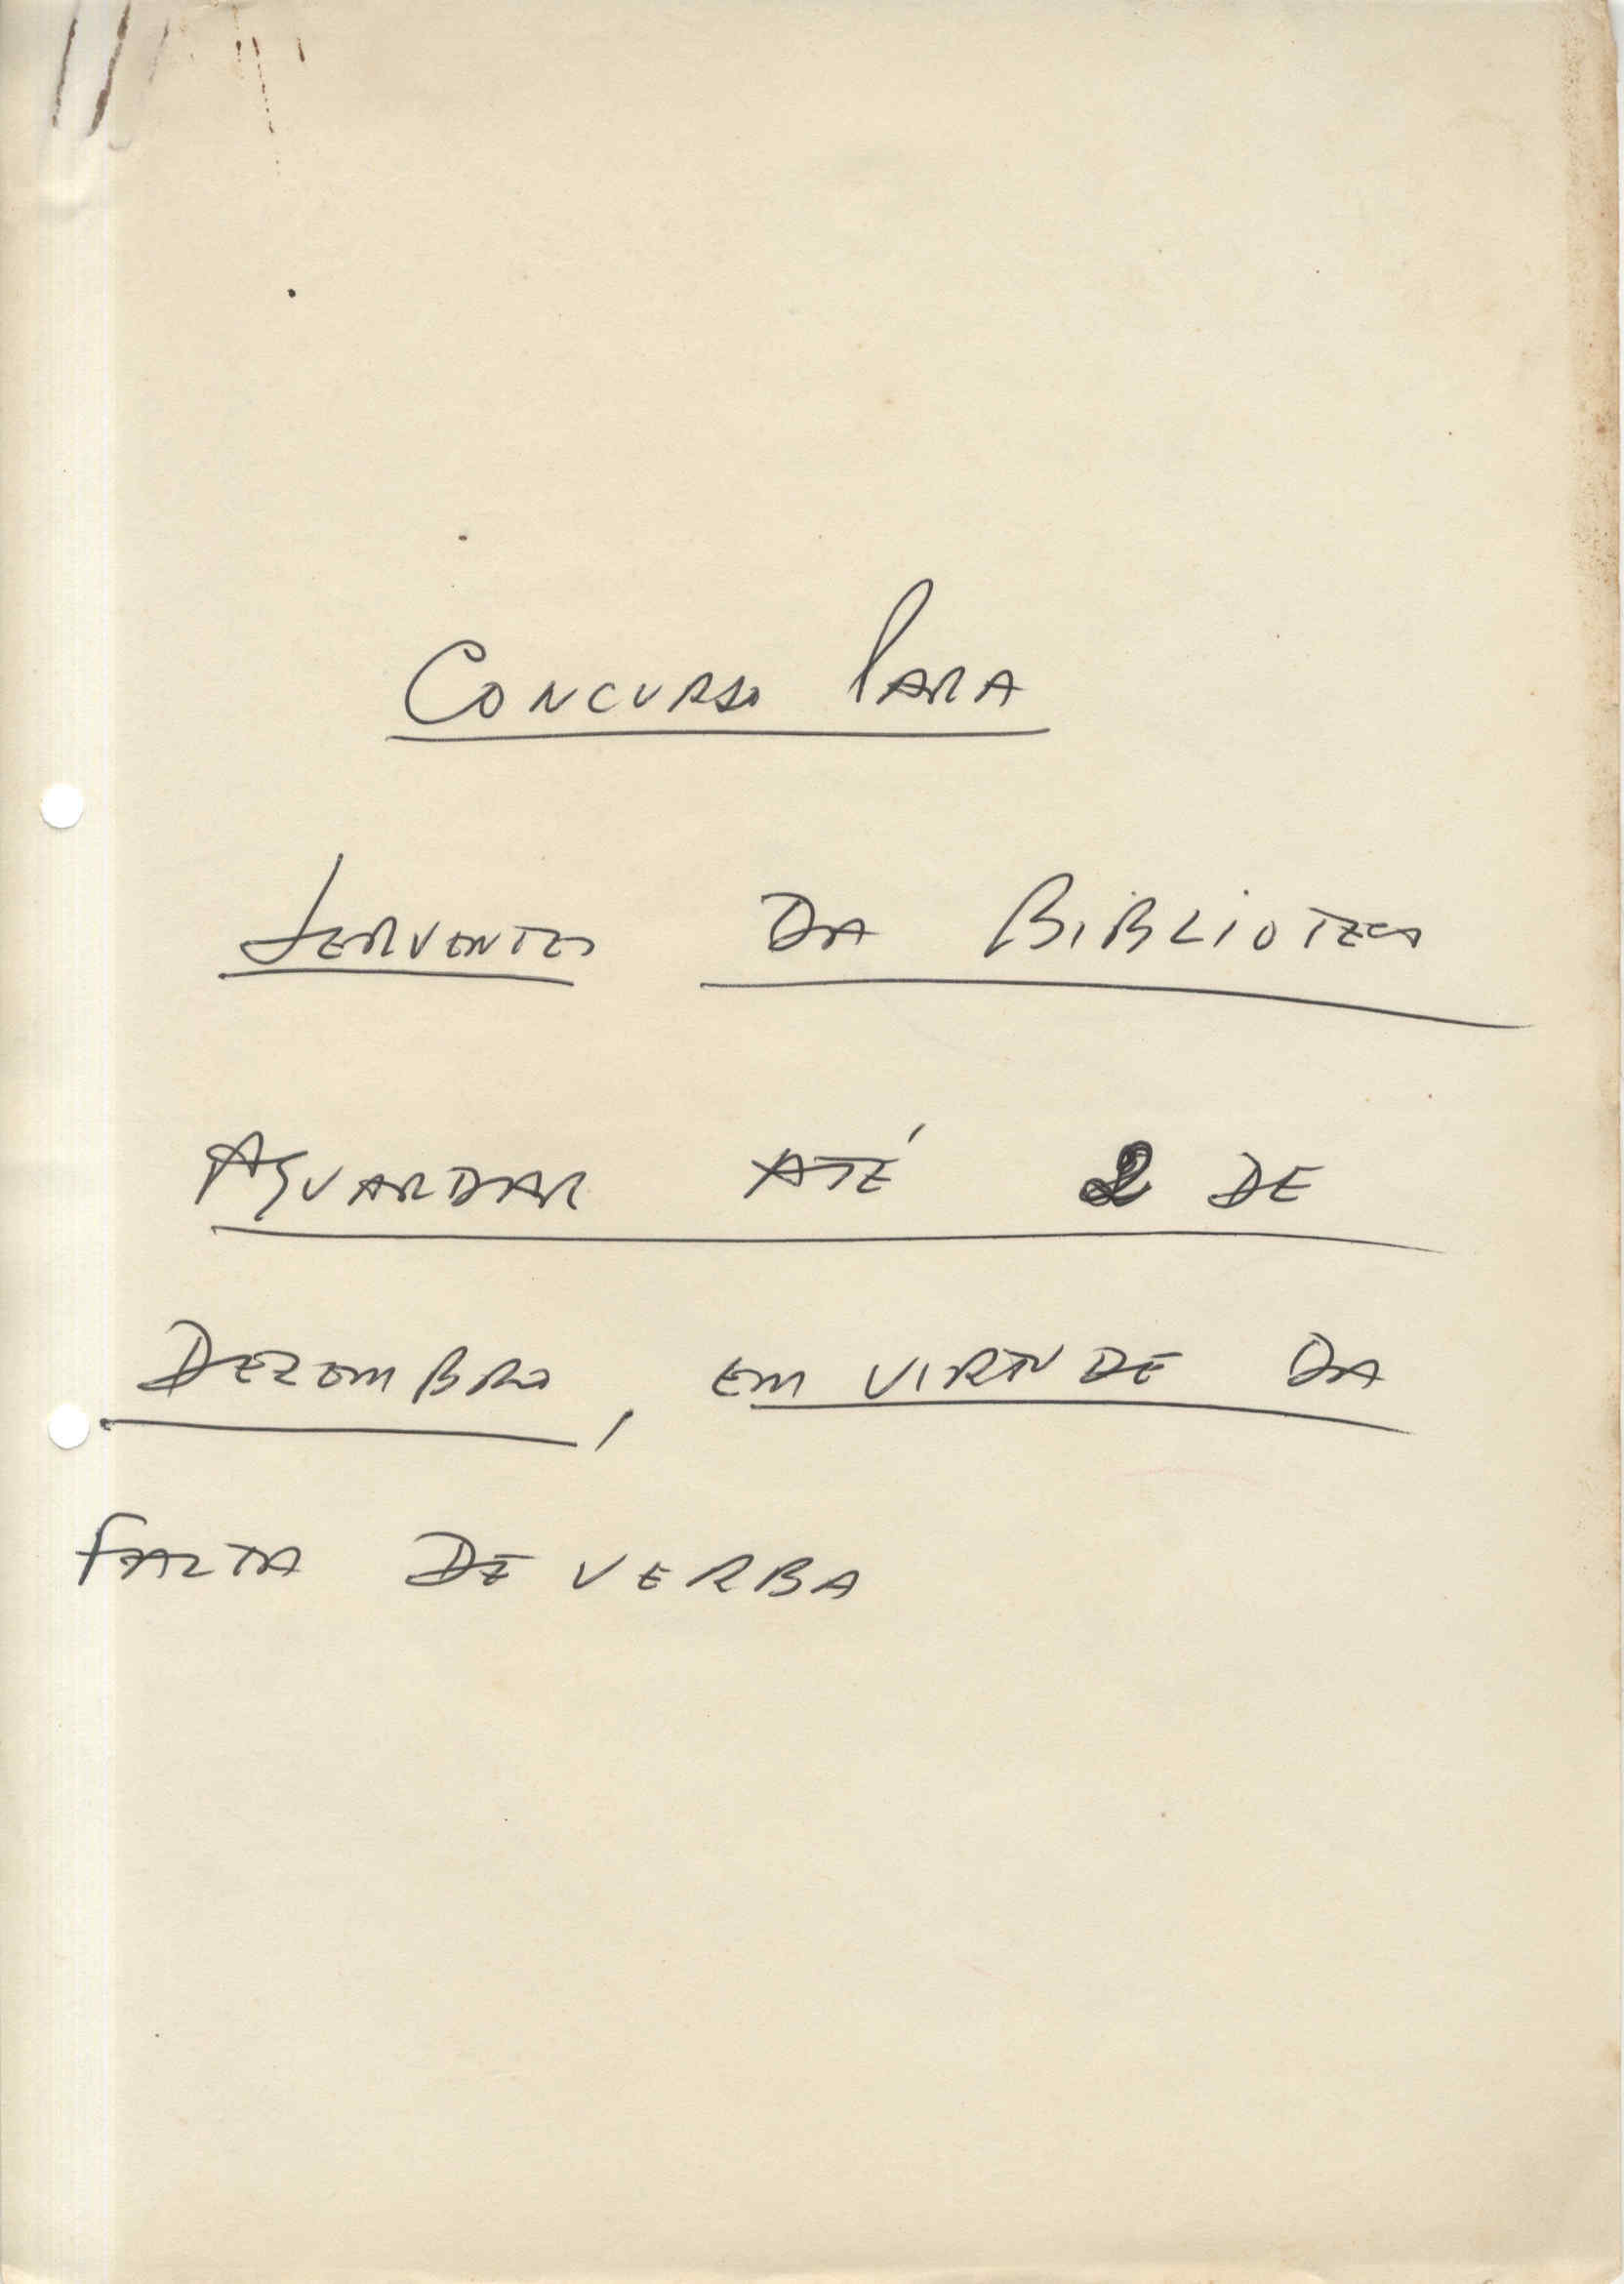 Concurso Para
Serventes da Biblioteca
Aguardar até 2 de
Dezembro, em virtude da
falta de verba